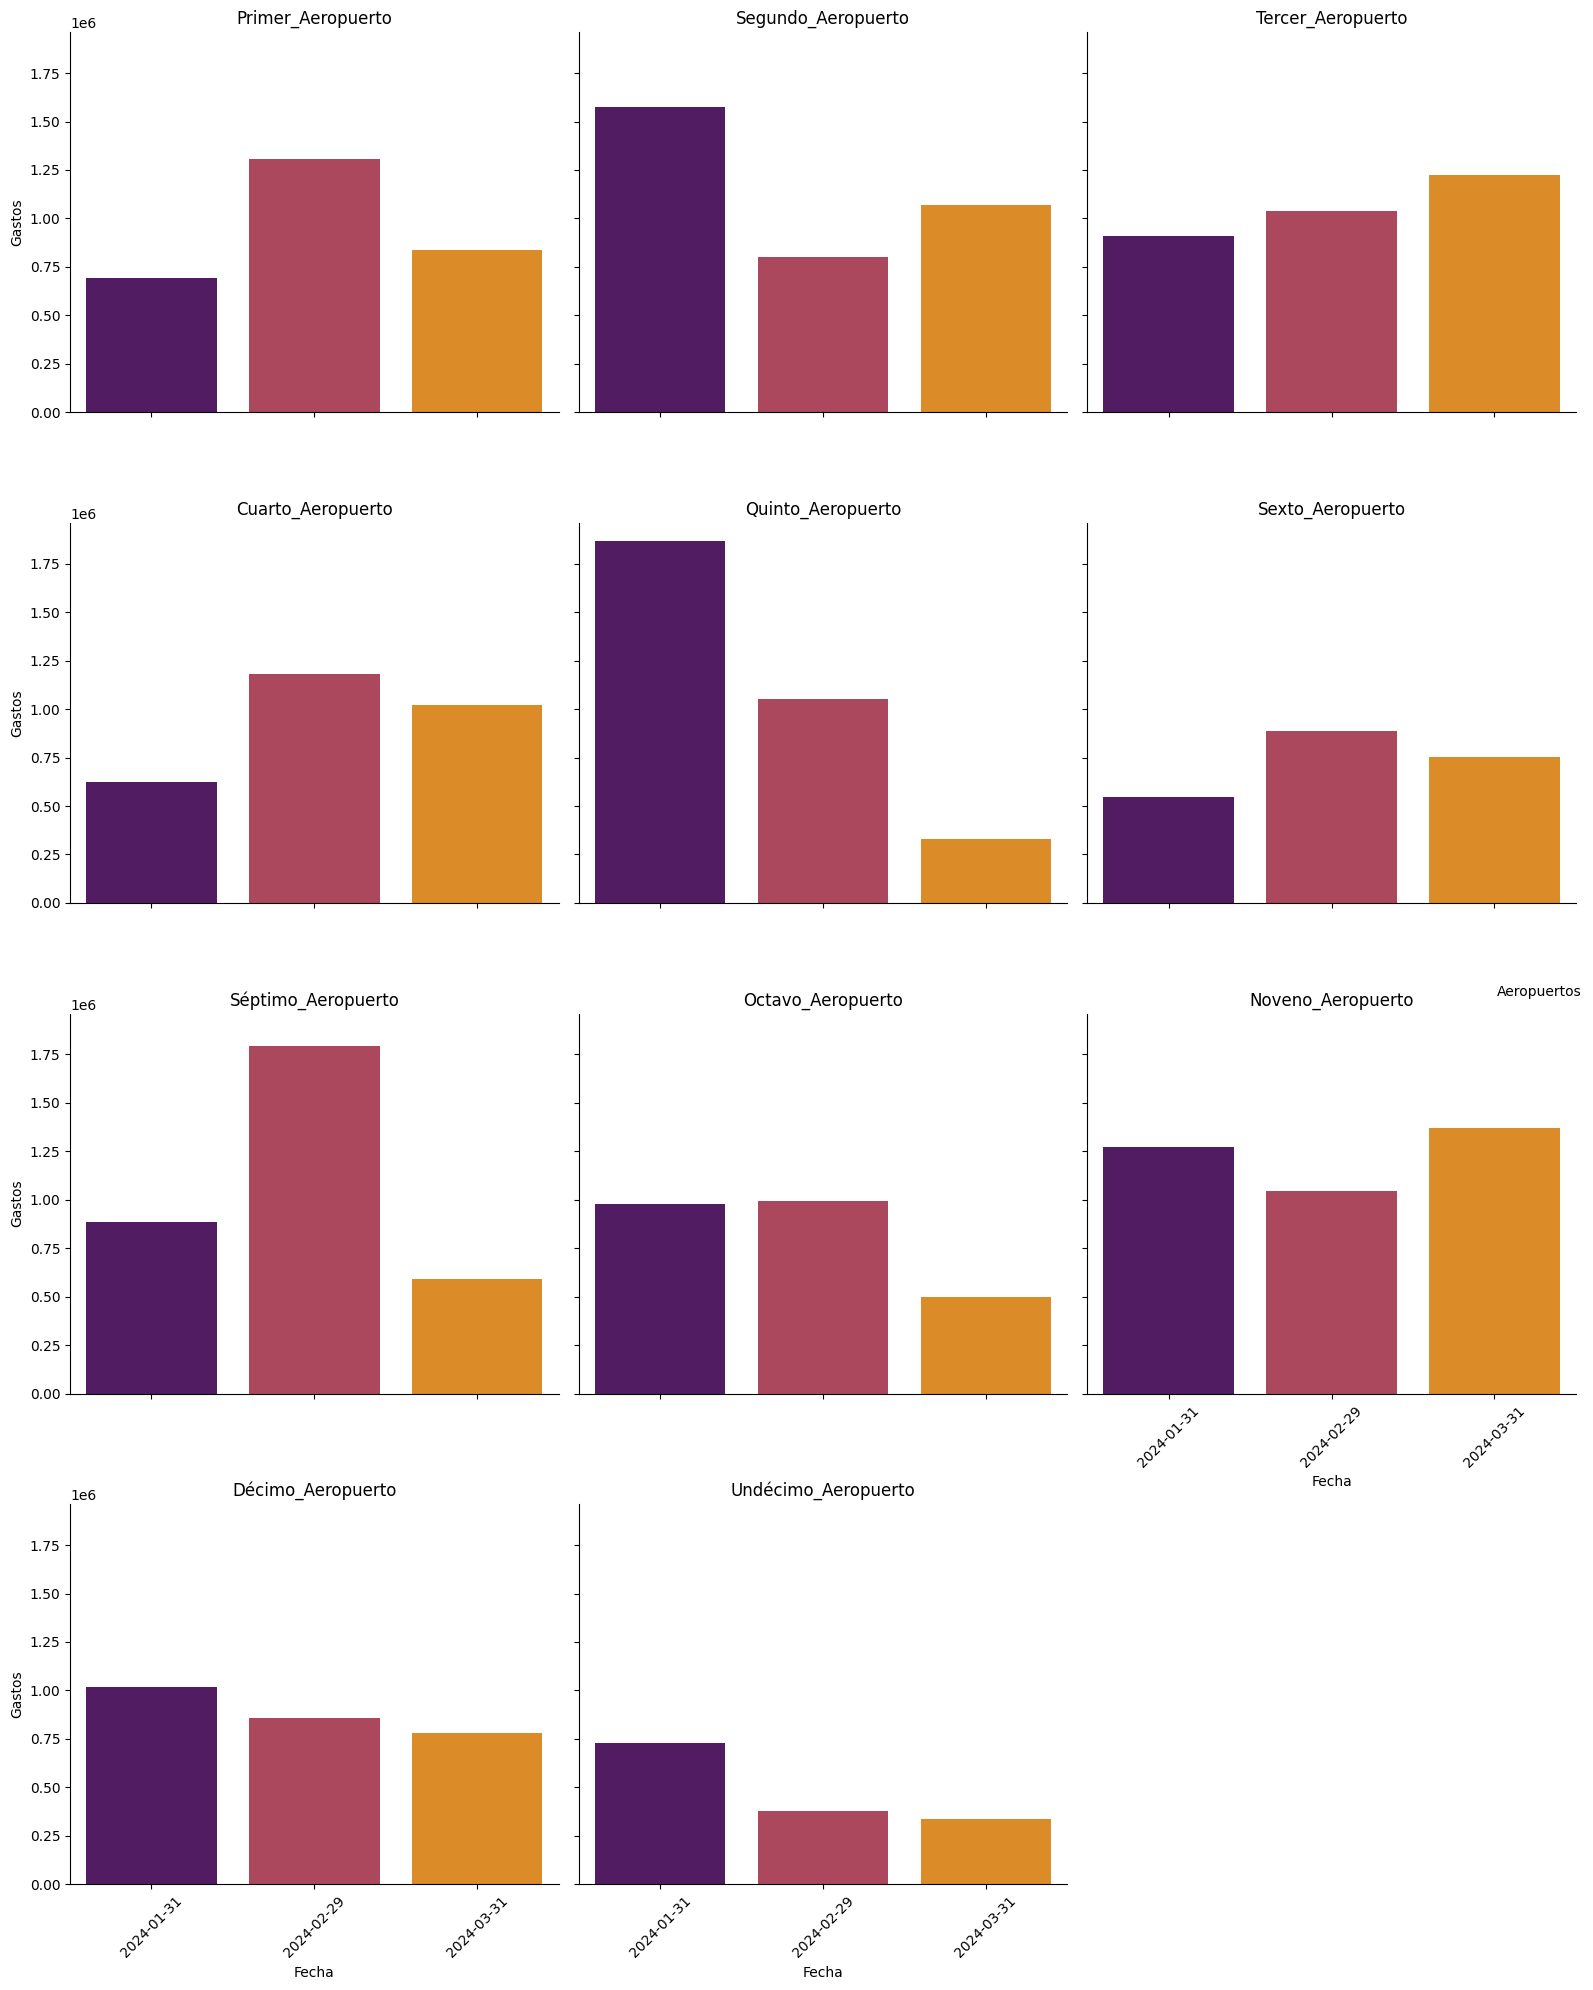 Primer_Aeropuerto
Segundo_Aeropuerto
Tercer_Aeropuerto
1e6
1.75
1.50
1.25
1.00
0.75
0.50
0.25
0.00
Gastos
Cuarto_Aeropuerto
Quinto_Aeropuerto
Sexto_Aeropuerto
1e6
1.75
1.50
1.25
1.00
0.75
0.50
0.25
0.00
Gastos
Aeropuertos
Séptimo_Aeropuerto
Octavo_Aeropuerto
Noveno_Aeropuerto
1e6
1.75
1.50
1.25
1.00
0.75
0.50
0.25
0.00
Gastos
2024-01-31
2024-02-29
2024-03-31
Fecha
Décimo_Aeropuerto
Undécimo_Aeropuerto
1e6
1.75
1.50
1.25
1.00
0.75
0.50
0.25
0.00
Gastos
2024-01-31
2024-02-29
2024-03-31
2024-01-31
2024-02-29
2024-03-31
Fecha
Fecha